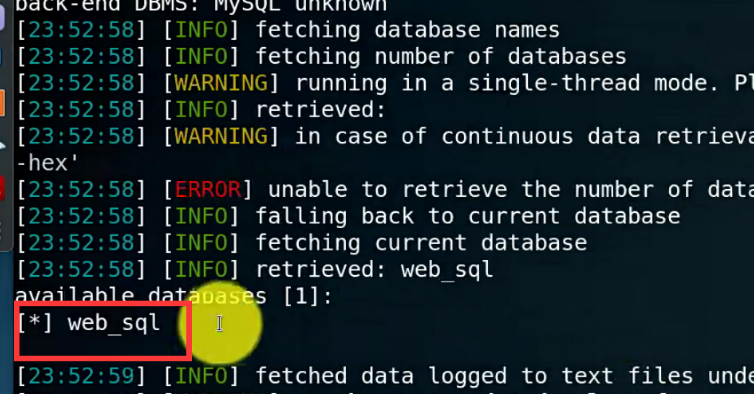 back-end DBMS: MySQL unknown
[23:52:58] [INFO] fetching database names
[23:52:58] [INFO] fetching number of databases
[23:52:58] [WARNING] running in a single-thread mode. Pl
[23:52:58] [INFO] retrieved:
[23:52:58] [WARNING] in case of continuous data retrieva
-hex'
[23:52:58] [ERROR] unable to retrieve the number of data
[23:52:58] [INFO] falling back to current database
[23:52:58] [INFO] fetching current database
[23:52:58] [INFO] retrieved: web_sql
available databases [1]:
[*] web_sql
[23:52:59] [INFO] fetched data logged to text files unde